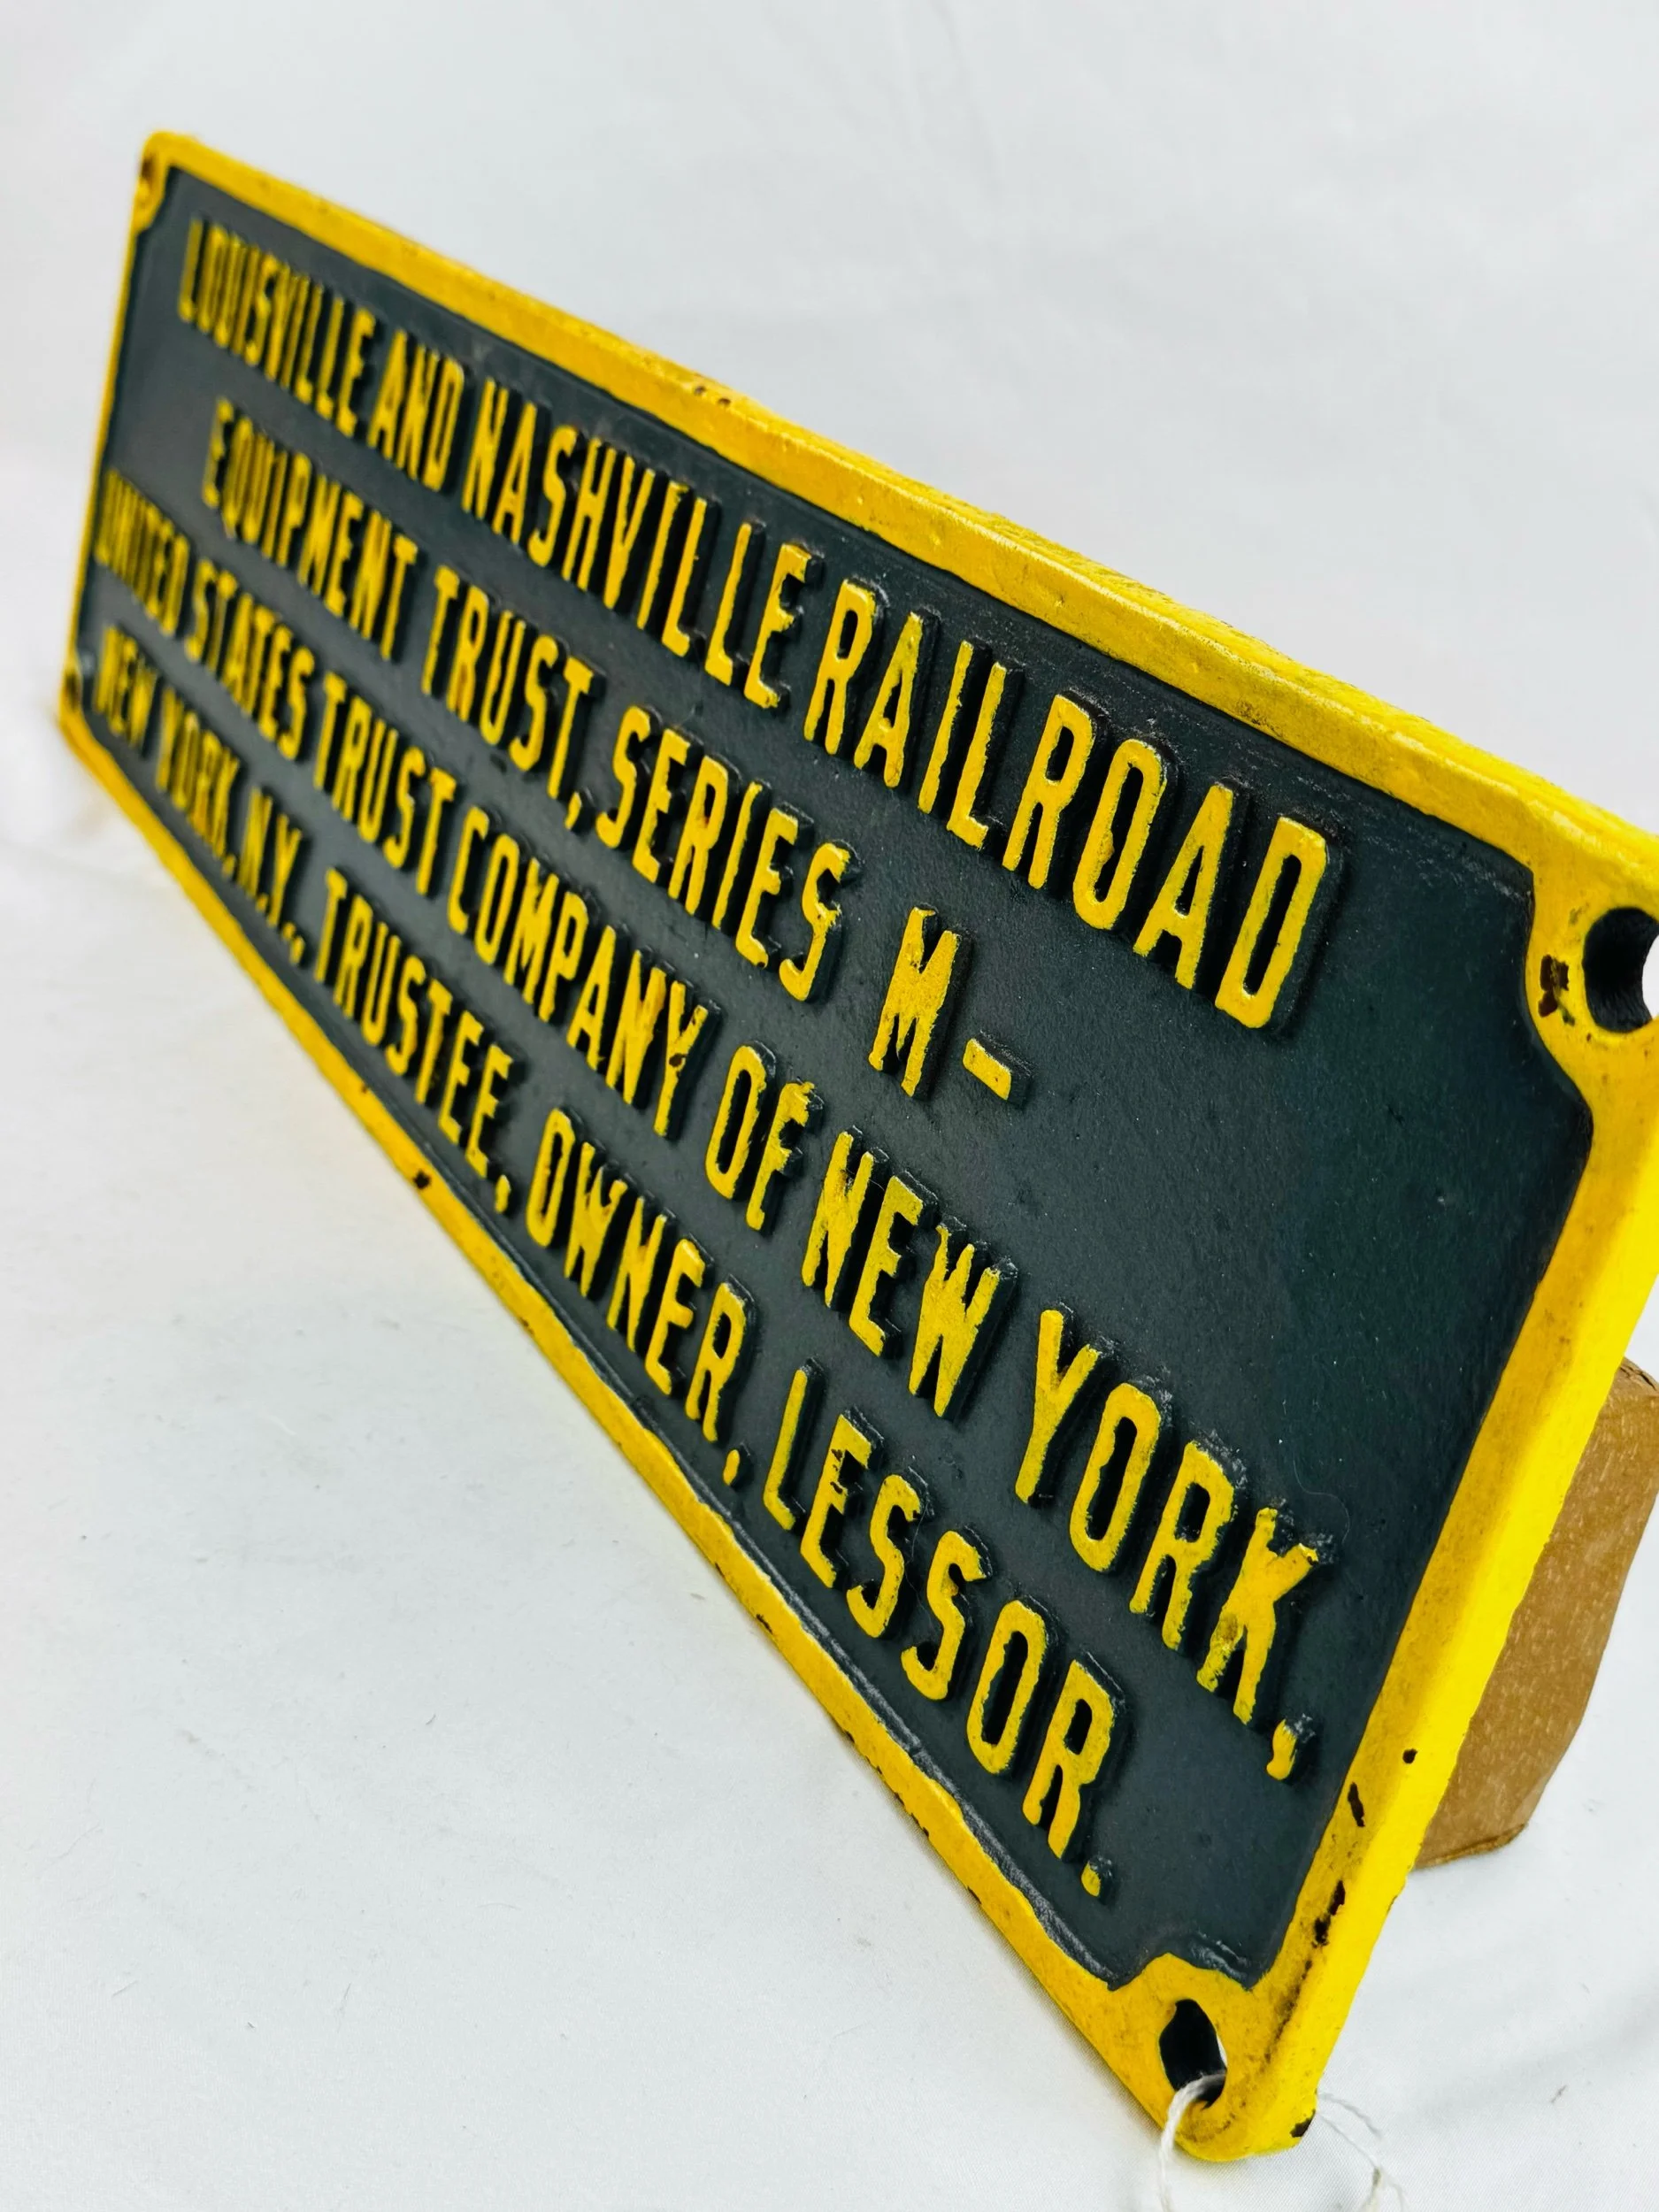 LOUISVILLE AND NASHVILLE RAILROAD
EQUIPMENT TRUST, SERIES M-
UNITED STATES TRUST COMPANY OF NEW YORK,
NEW YORK, N.Y., TRUSTEE, OWNER, LESSOR.